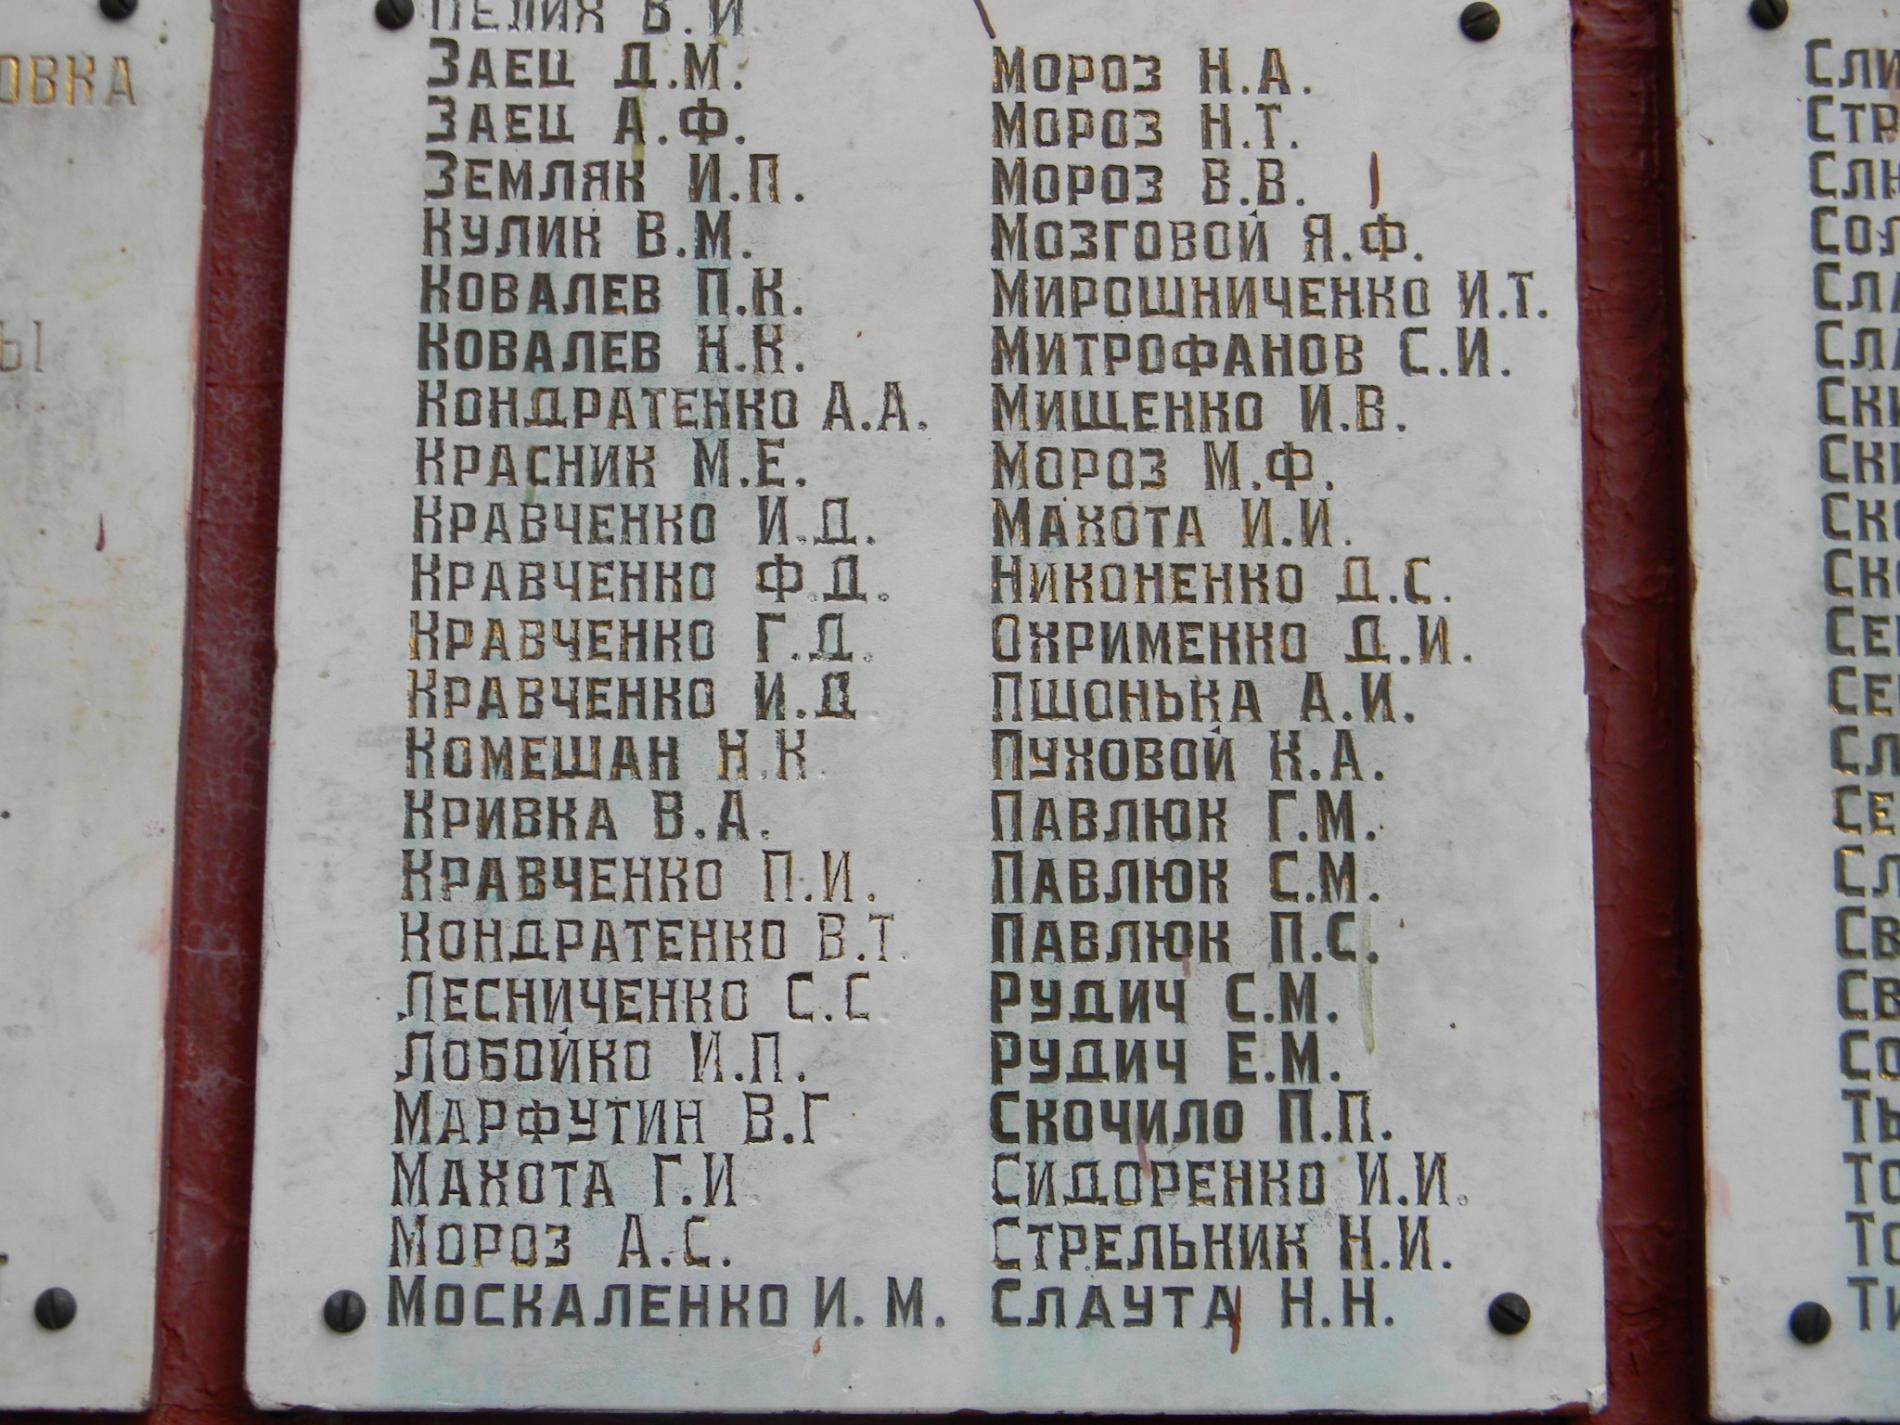 ОВКА
Ы
ПЕЛИХ В.И.
ЗАЕЦ Д.М.
ЗАЕЦ А.Ф.
ЗЕМЛЯК И.П.
КУЛИК В.М.
КОВАЛЕВ П.К.
КОВАЛЕВ Н.К.
КОНДРАТЕНКО А.А.
КРАСНИК М.Е.
КРАВЧЕНКО И.Д.
КРАВЧЕНКО Ф.Д.
КРАВЧЕНКО Г.Д.
КРАВЧЕНКО И.Д
КОМЕШАН Н.К.
КРИВКА В.А.
КРАВЧЕНКО П.И.
КОНДРАТЕНКО В.Т.
ЛЕСНИЧЕНКО С.С
ЛОБОЙКО И.П.
МАРФУТИН В.Г
МАХОТА Г.И
МОРОЗ А.С.
МОСКАЛЕНКО И.М.
МОРОЗ Н.А.
МОРОЗ Н.Т.
МОРОЗ В.В.
МОЗГОВОЙ Я.Ф.
МИРОШНИЧЕНКО И.Т.
МИТРОФАНОВ С.И.
МИЩЕНКО И.В.
МОРОЗ М.Ф.
МАХОТА И.И.
НИКОНЕНКО Д.С.
ОХРИМЕНКО Д.И.
ПШОНЬКА А.И.
ПУХОВОЙ К.А.
ПАВЛЮК Г.М.
ПАВЛЮК С.М.
ПАВЛЮК П.С.
РУДИЧ С.М.
РУДИЧ Е.М.
СКОЧИЛО П.П.
СИДОРЕНКО И.И.
СТРЕЛЬНИК Н.И.
СЛАУТА Н.Н.